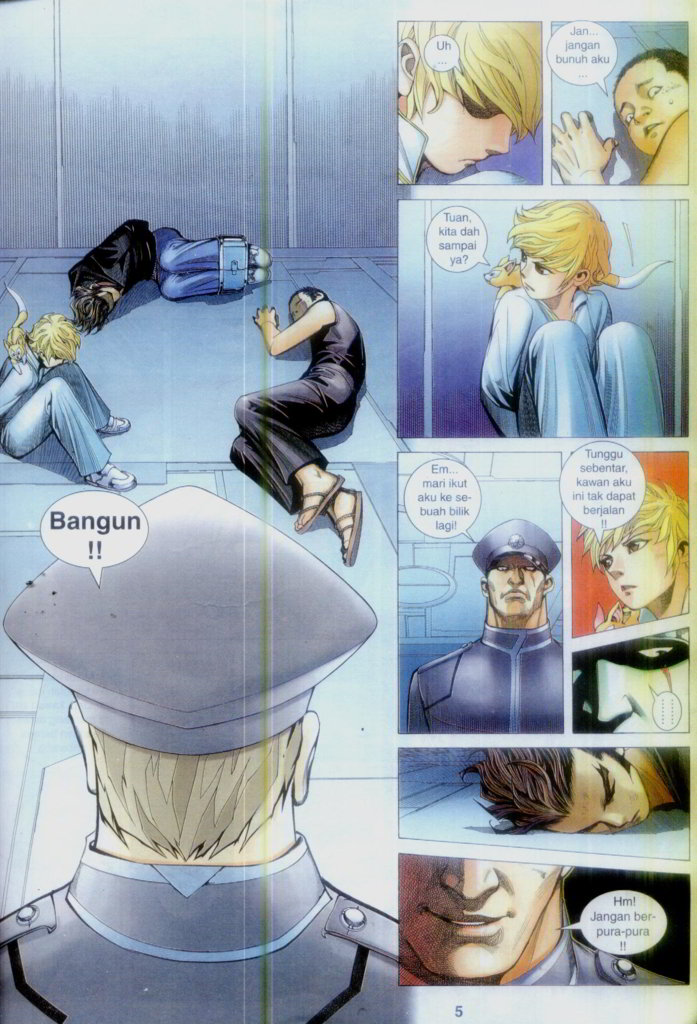 Bangun
!!
Uh
...
Jan...
jangan
bunuh aku
...
Tuan,
kita dah
sampai
ya?
Em...
mari ikut
aku ke se-
buah bilik
lagi!
Tunggu
sebentar,
kawan aku
ini tak dapat
berjalan
!!
......
Hm!
Jangan ber-
pura-pura
!!
5